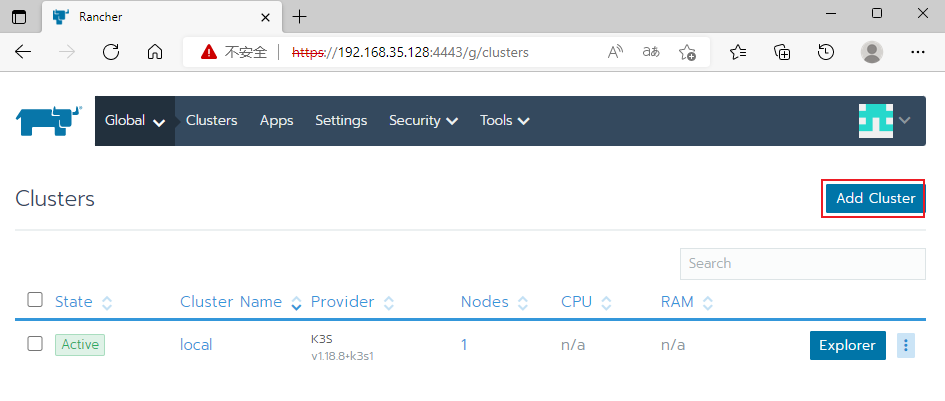 Rancher
不安全 https://192.168.35.128:4443/g/clusters
Global Clusters Apps Settings Security Tools
Clusters
Add Cluster
Search
State Cluster Name Provider Nodes CPU RAM
Active local K3S 1 n/a n/a Explorer
v1.18.8+k3s1